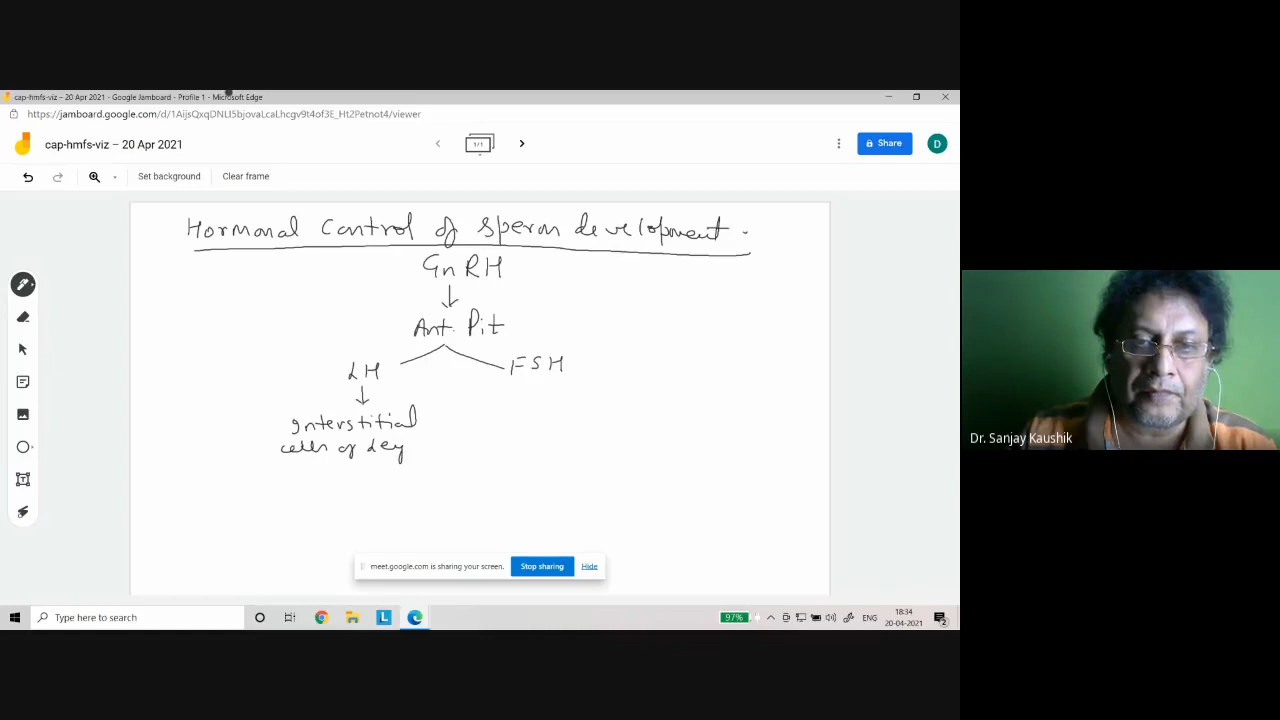 cap-hmfs-viz – 20 Apr 2021 - Google Jamboard - Profile 1 - Microsoft Edge
cap-hmfs-viz – 20 Apr 2021
1/1
Share
D
Set background
Clear frame
Hormonal Control of Sperm development.
GnRH
Ant. Pit
LH
FSH
Interstitial
cells of Ley
Dr. Sanjay Kaushik
meet.google.com is sharing your screen.
Stop sharing
Hide
Type here to search
L
97%
ENG
18:34
20-04-2021
2